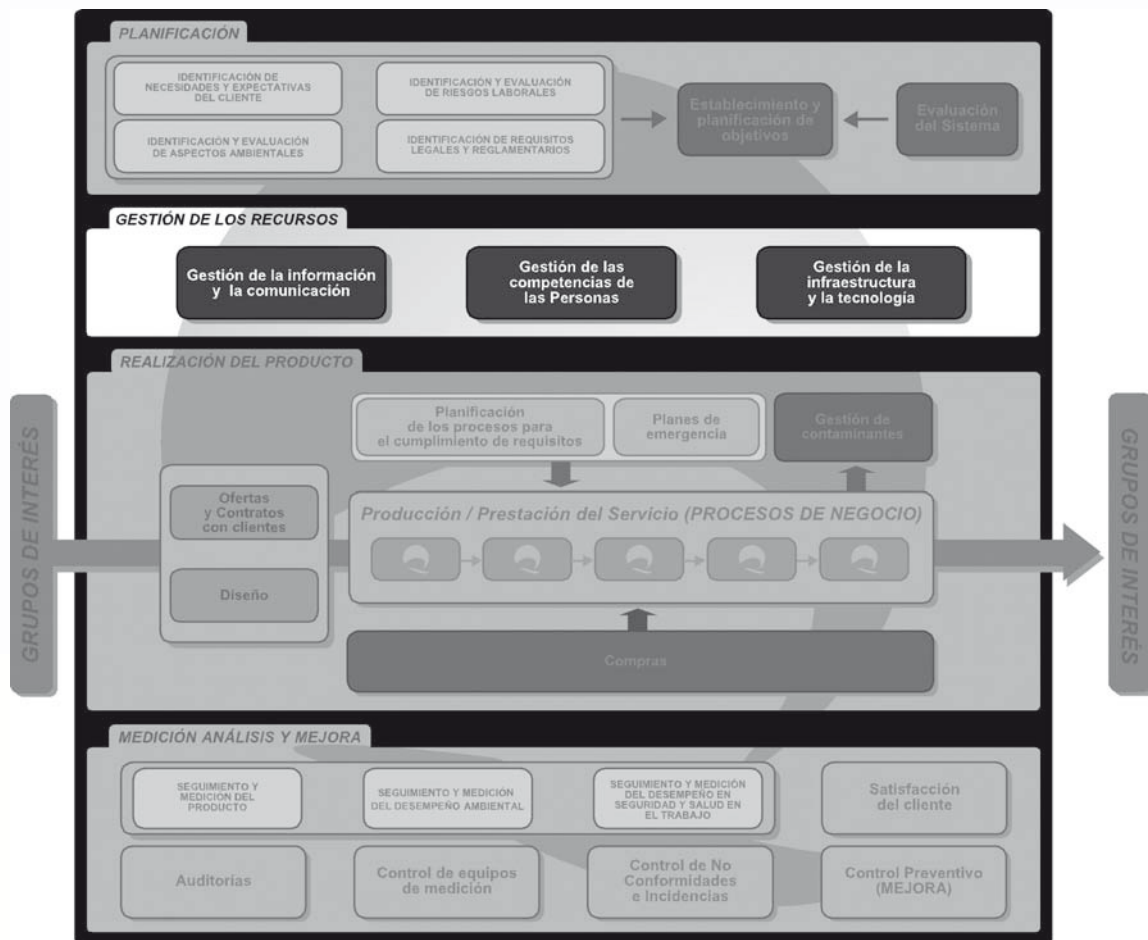 PLANIFICACIÓN
IDENTIFICACIÓN DE
NECESIDADES Y EXPECTATIVAS
DEL CLIENTE
IDENTIFICACIÓN Y EVALUACIÓN
DE RIESGOS LABORALES
IDENTIFICACIÓN Y EVALUACIÓN
DE ASPECTOS AMBIENTALES
IDENTIFICACIÓN DE REQUISITOS
LEGALES Y REGLAMENTARIOS
Establecimiento y
planificación de
objetivos
Evaluación
del Sistema
GESTIÓN DE LOS RECURSOS
Gestión de la información
y la comunicación
Gestión de las
competencias de
las Personas
Gestión de la
infraestructura
y la tecnología
REALIZACIÓN DEL PRODUCTO
GRUPOS DE INTERÉS
Planificación
de los procesos para
el cumplimiento de requisitos
Planes de
emergencia
Gestión de
contaminantes
Ofertas
y Contratos
con clientes
Diseño
Producción / Prestación del Servicio (PROCESOS DE NEGOCIO)
Compras
GRUPOS DE INTERÉS
MEDICIÓN ANÁLISIS Y MEJORA
SEGUIMIENTO Y
MEDICIÓN DEL
PRODUCTO
SEGUIMIENTO Y MEDICIÓN
DEL DESEMPEÑO AMBIENTAL
SEGUIMIENTO Y MEDICIÓN
DEL DESEMPEÑO EN
SEGURIDAD Y SALUD EN
EL TRABAJO
Satisfacción
del cliente
Auditorías
Control de equipos
de medición
Control de No
Conformidades
e Incidencias
Control Preventivo
(MEJORA)